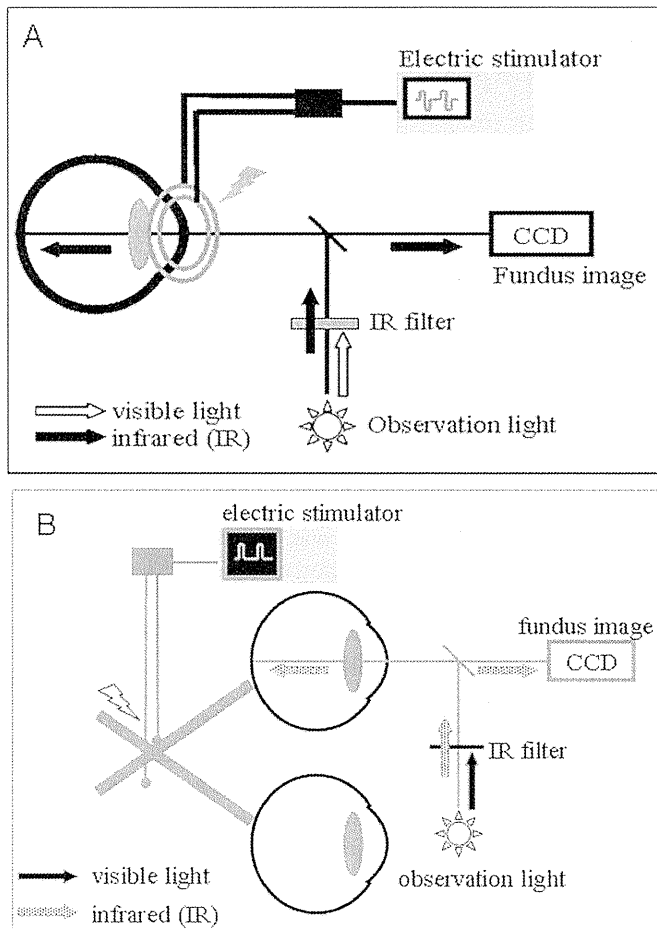 A
Electric stimulator
CCD
Fundus image
IR filter
visible light
infrared (IR)
Observation light
B
electric stimulator
fundus image
CCD
IR filter
visible light
observation light
infrared (IR)